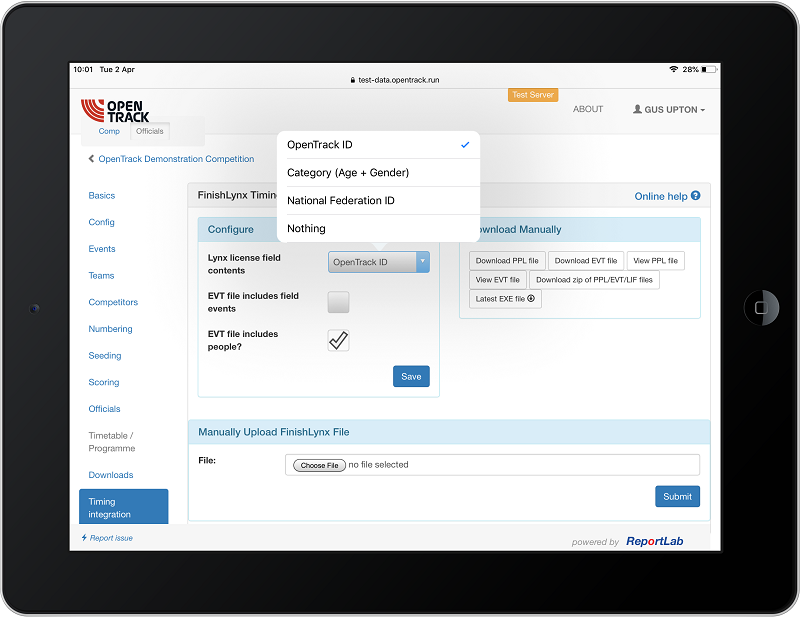 10:01 Tue 2 Apr
28%
test-data.opentrack.run
Test Server
OPEN
TRACK
ABOUT
GUS UPTON
Comp
Officials
OpenTrack Demonstration Competition
OpenTrack ID
Category (Age + Gender)
National Federation ID
Nothing
Basics
Config
Events
Teams
Competitors
Numbering
Seeding
Scoring
Officials
Timetable /
Programme
Downloads
Timing
integration
FinishLynx Timin
Online help
Configure
Lynx license field
contents
OpenTrack ID
EVT file includes field
events
EVT file includes
people?
Save
ownload Manually
Download PPL file
Download EVT file
View PPL file
View EVT file
Download zip of PPL/EVT/LIF files
Latest EXE file
Manually Upload FinishLynx File
File:
Choose File no file selected
Submit
Report issue
powered by ReportLab